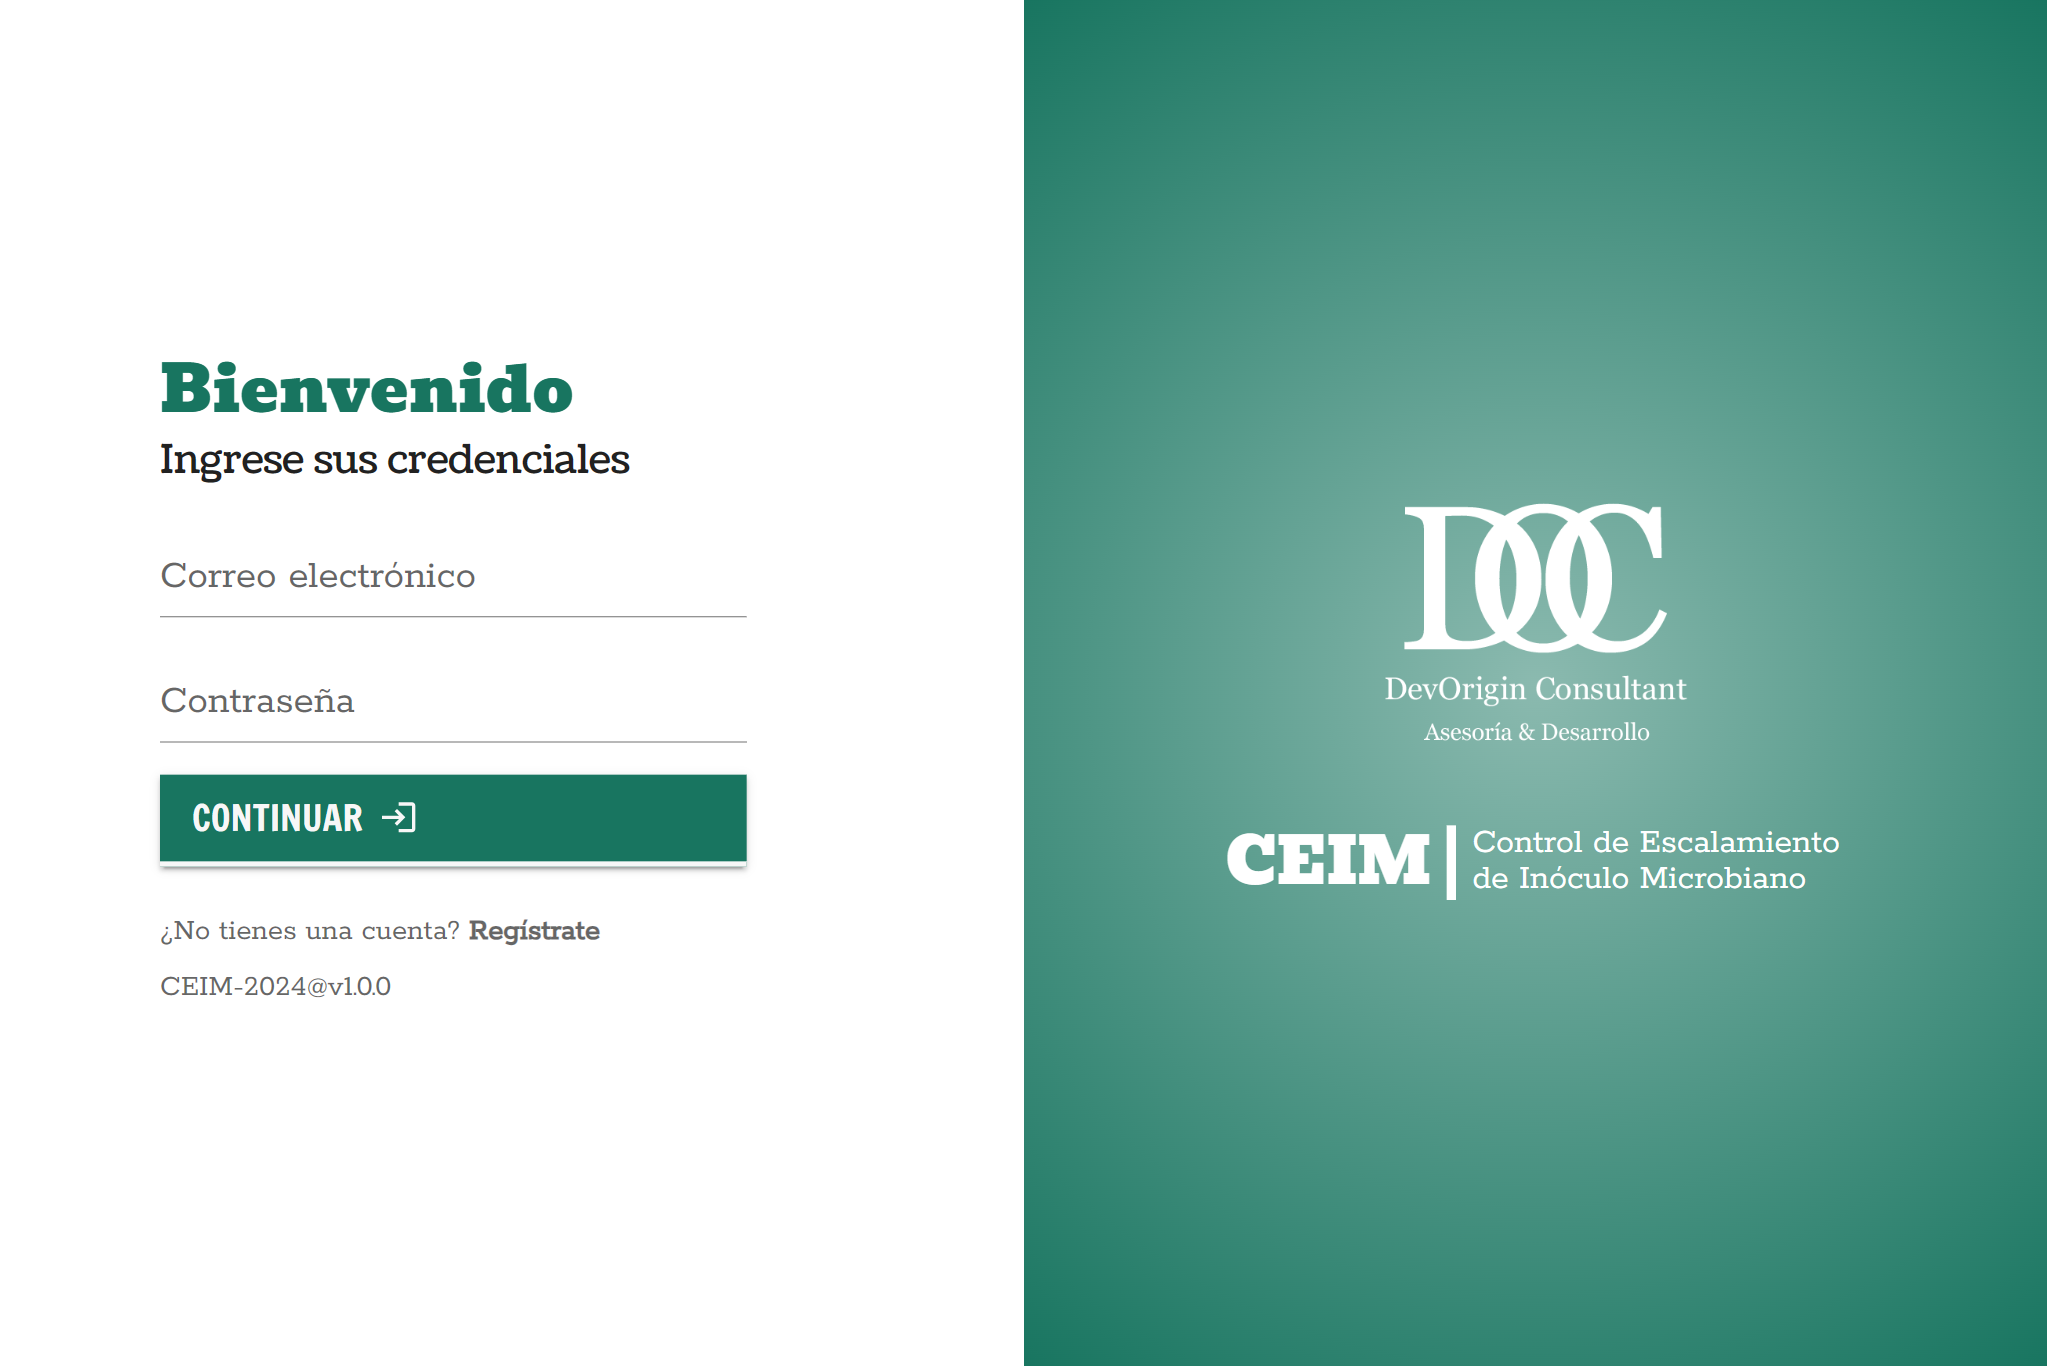 Bienvenido
Ingrese sus credenciales
Correo electrónico
Contraseña
CONTINUAR
¿No tienes una cuenta? Regístrate
CEIM-2024@v1.0.0
DOC
DevOrigin Consultant
Asesoría & Desarrollo
CEIM
Control de Escalamiento
de Inóculo Microbiano